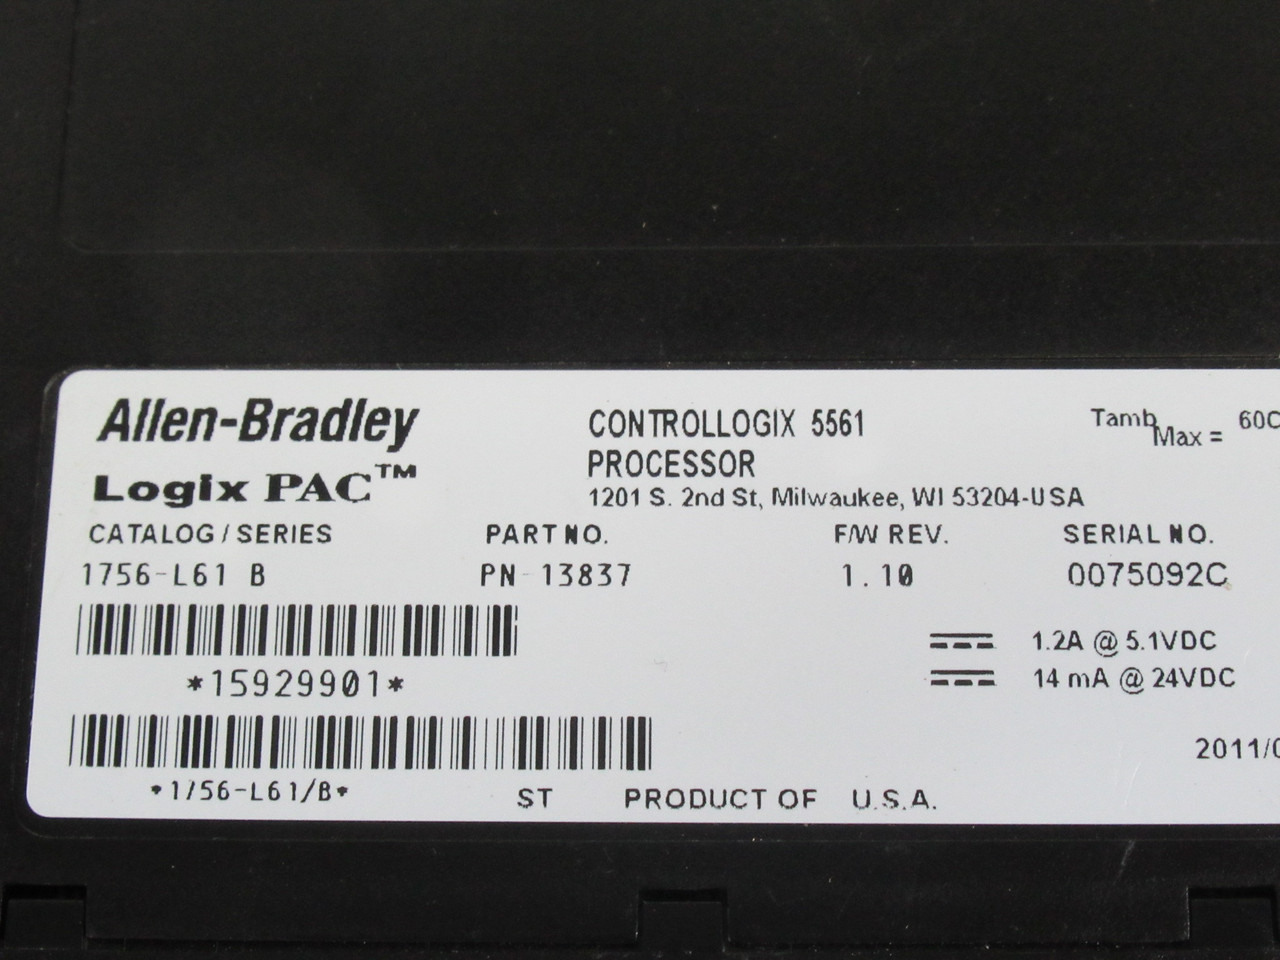 Allen-Bradley
Logix PAC™
CONTROLLOGIX 5561
PROCESSOR
1201 S. 2nd St, Milwaukee, WI 53204-USA
Tamb Max = 60C
CATALOG / SERIES PART NO. F/W REV. SERIAL NO.
1756-L61 B PN-13837 1.10 0075092C
1.2A @ 5.1VDC
*15929901*
14 mA @ 24VDC
2011/0
*1756-L61/B*
ST PRODUCT OF U.S.A.